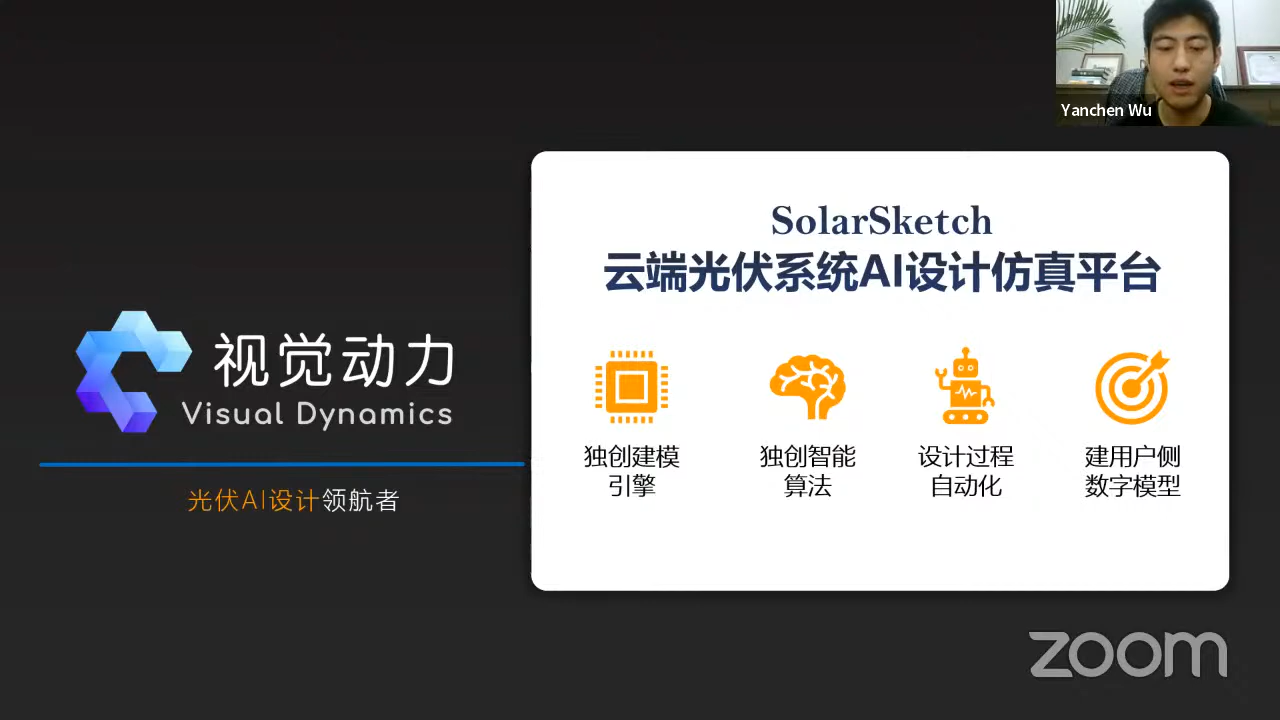 Yanchen Wu
视觉动力
Visual Dynamics
光伏AI设计领航者
SolarSketch
云端光伏系统AI设计仿真平台
独创建模
引擎
独创智能
算法
设计过程
自动化
建用户侧
数字模型
zoom